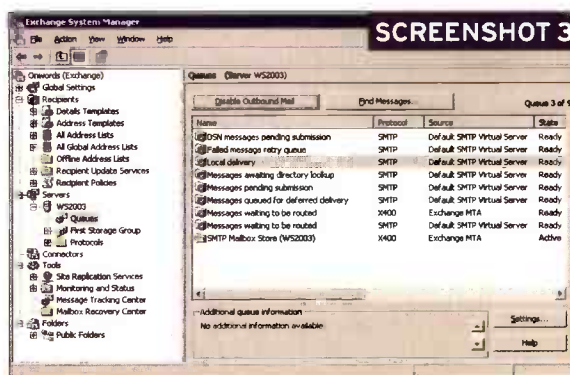 Exchange System Manager
SCREENSHOT 3
File Action View Window Help
Onwords (Exchange)
Global Settings
Recipients
Details Templates
Address Templates
All Address Lists
All Global Address Lists
Offline Address Lists
Recipient Update Services
Recipient Policies
Servers
WS2003
Queues
First Storage Group
Protocols
Connectors
Tools
Site Replication Services
Monitoring and Status
Message Tracking Center
Mailbox Recovery Center
Folders
Public Folders
Queues (Server WS2003)
Disable Outbound Mail Find Messages... Queue 3 of 9
Name Protocol Source State
DSN messages pending submission SMTP Default SMTP Virtual Server Ready
Failed message retry queue SMTP Default SMTP Virtual Server Ready
Local delivery SMTP Default SMTP Virtual Server Ready
Messages awaiting directory lookup SMTP Default SMTP Virtual Server Ready
Messages pending submission SMTP Default SMTP Virtual Server Ready
Messages queued for deferred delivery SMTP Default SMTP Virtual Server Ready
Messages waiting to be routed X400 Exchange MTA Ready
Messages waiting to be routed SMTP Default SMTP Virtual Server Ready
SMTP Mailbox Store (WS2003) X400 Exchange MTA Active
Additional queue information
No additional information available
Settings...
Help